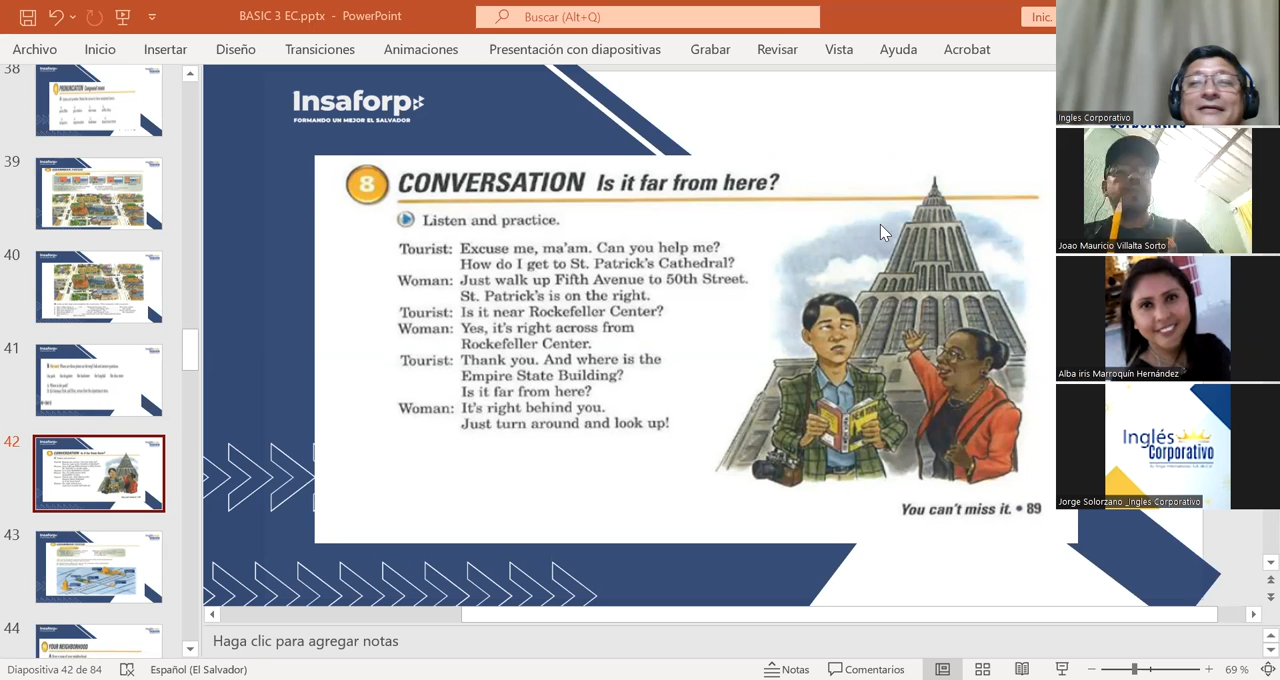 BASIC 3 EC.pptx - PowerPoint
Buscar (Alt+Q)
Inic.
Archivo Inicio Insertar Diseño Transiciones Animaciones Presentación con diapositivas Grabar Revisar Vista Ayuda Acrobat
38
39
40
41
42
43
44
Insaforp
FORMANDO UN MEJOR EL SALVADOR
8 CONVERSATION Is it far from here?
Listen and practice.
Tourist: Excuse me, ma'am. Can you help me?
How do I get to St. Patrick's Cathedral?
Woman: Just walk up Fifth Avenue to 50th Street.
St. Patrick's is on the right.
Tourist: Is it near Rockefeller Center?
Woman: Yes, it's right across from
Rockefeller Center.
Tourist: Thank you. And where is the
Empire State Building?
Is it far from here?
Woman: It's right behind you.
Just turn around and look up!
NEW YORK
You can't miss it. • 89
Ingles Corporativo
Joao Mauricio Villalta Sorto
Alba iris Marroquín Hernández
Inglés
Corporativo
Jorge Solorzano _Ingles Corporativo
Haga clic para agregar notas
Diapositiva 42 de 84
Español (El Salvador)
Notas
Comentarios
69 %